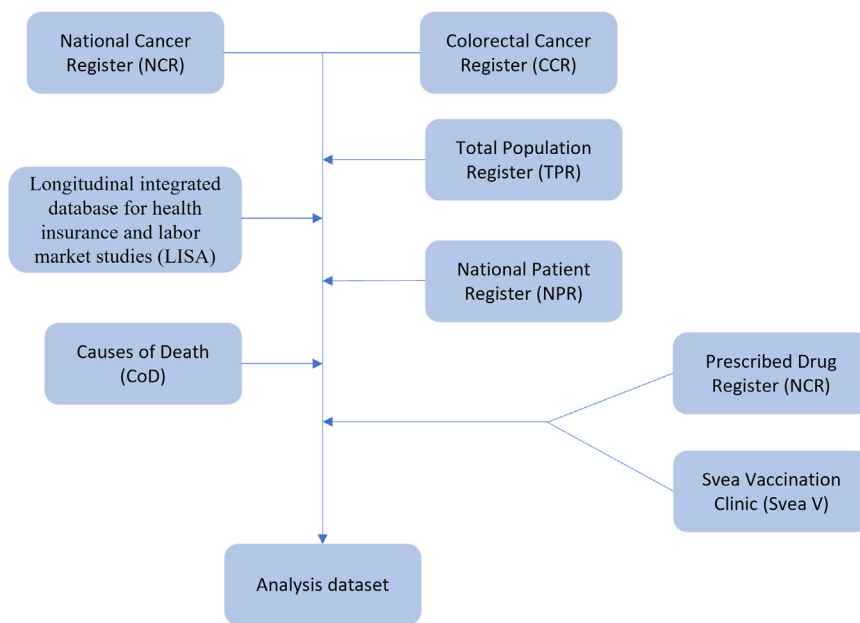 National Cancer
Register (NCR)
Colorectal Cancer
Register (CCR)
Total Population
Register (TPR)
Longitudinal integrated
database for health
insurance and labor
market studies (LISA)
National Patient
Register (NPR)
Causes of Death
(CoD)
Prescribed Drug
Register (NCR)
Svea Vaccination
Clinic (Svea V)
Analysis dataset